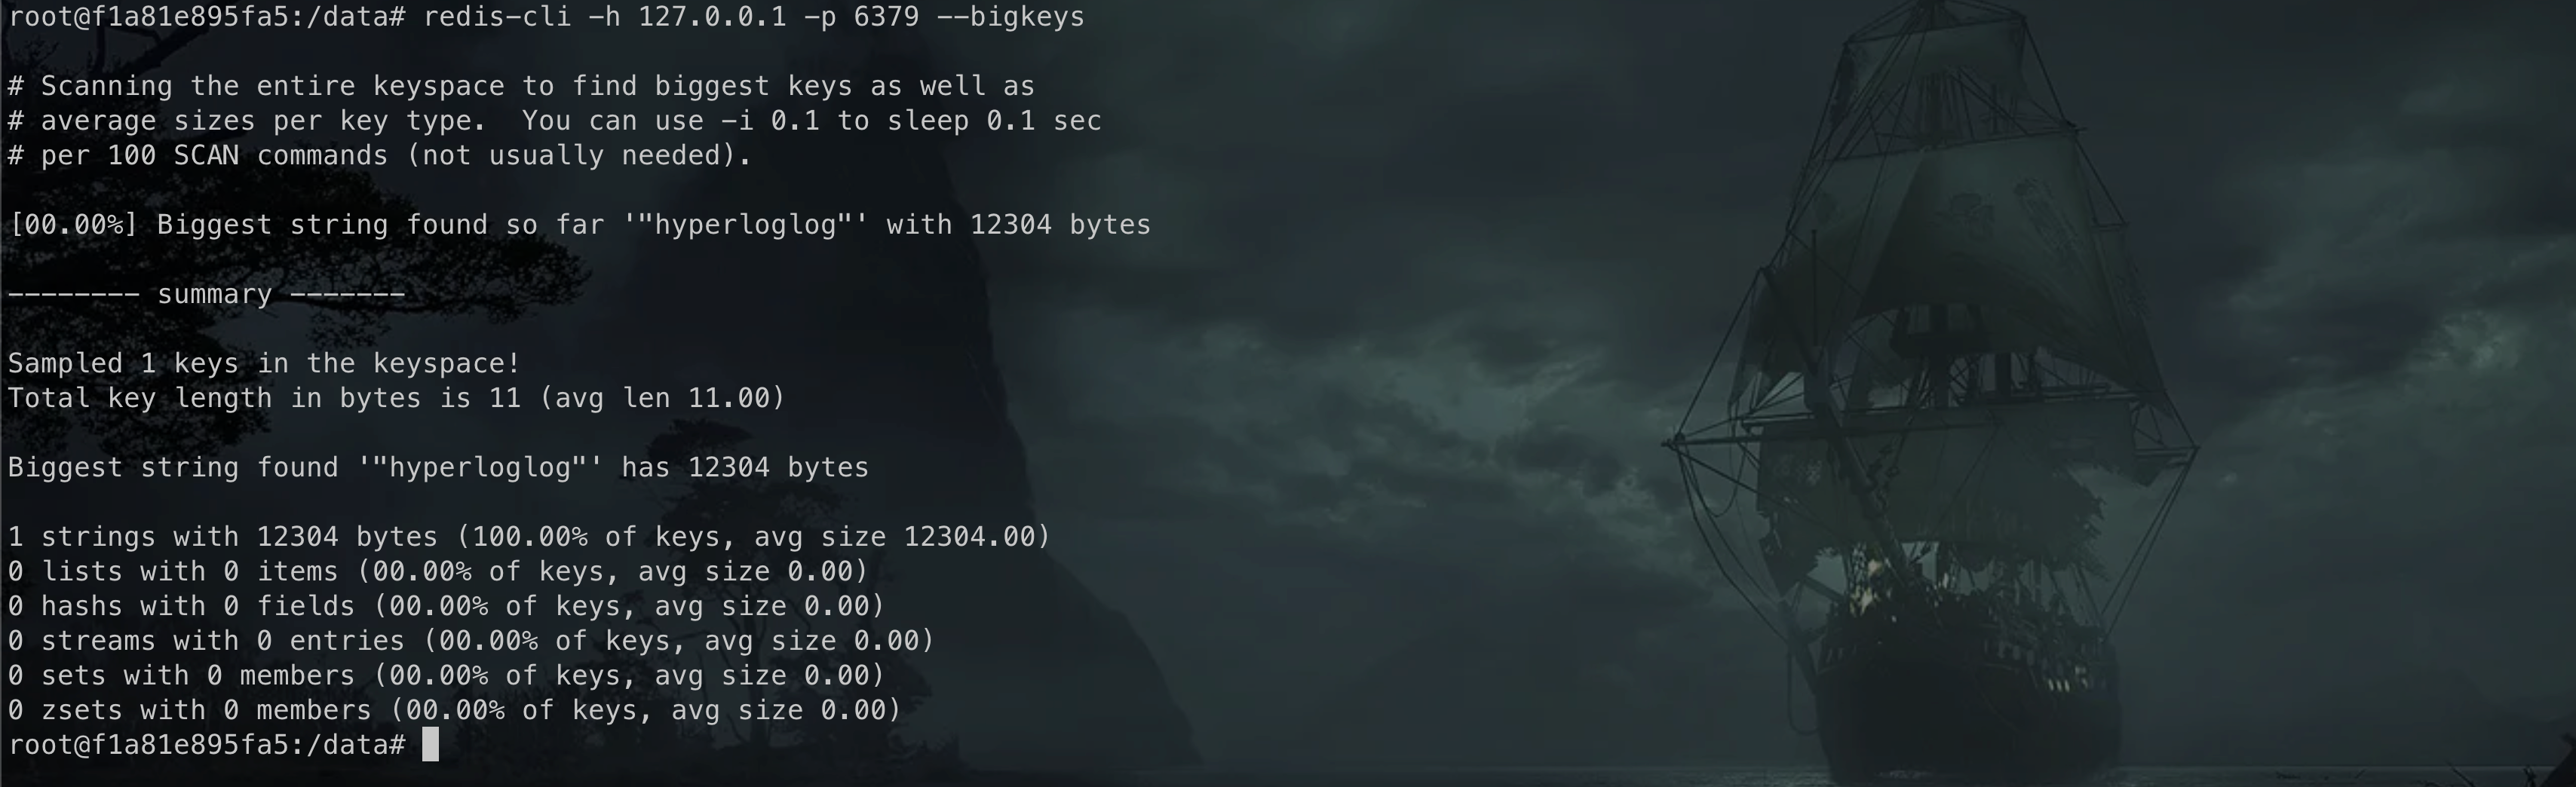 root@f1a81e895fa5:/data# redis-cli -h 127.0.0.1 -p 6379 --bigkeys
# Scanning the entire keyspace to find biggest keys as well as
# average sizes per key type.  You can use -i 0.1 to sleep 0.1 sec
# per 100 SCAN commands (not usually needed).
[00.00%] Biggest string found so far '"hyperloglog"' with 12304 bytes
-------- summary -------
Sampled 1 keys in the keyspace!
Total key length in bytes is 11 (avg len 11.00)
Biggest string found '"hyperloglog"' has 12304 bytes
1 strings with 12304 bytes (100.00% of keys, avg size 12304.00)
0 lists with 0 items (00.00% of keys, avg size 0.00)
0 hashs with 0 fields (00.00% of keys, avg size 0.00)
0 streams with 0 entries (00.00% of keys, avg size 0.00)
0 sets with 0 members (00.00% of keys, avg size 0.00)
0 zsets with 0 members (00.00% of keys, avg size 0.00)
root@f1a81e895fa5:/data#